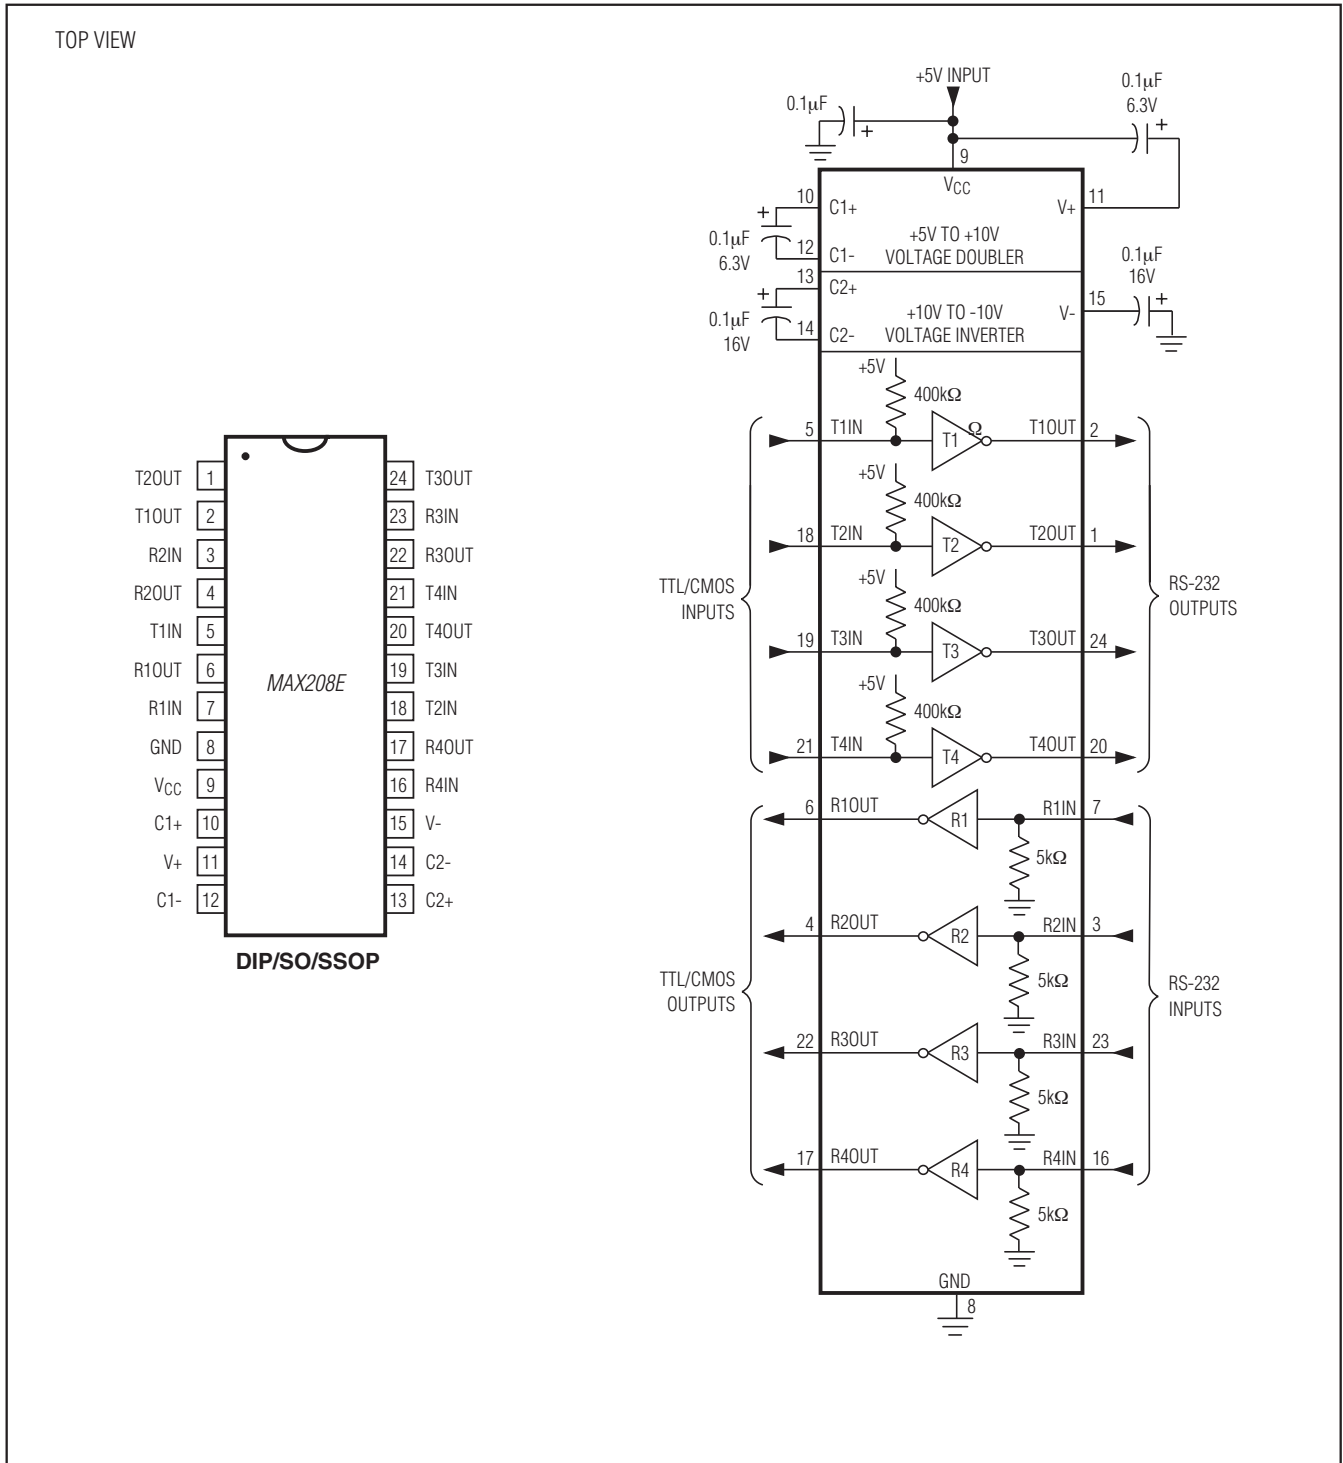 TOP VIEW
T2OUT 1
T1OUT 2
R2IN 3
R2OUT 4
T1IN 5
R1OUT 6
R1IN 7
GND 8
VCC 9
C1+ 10
V+ 11
C1- 12
MAX208E
24 T3OUT
23 R3IN
22 R3OUT
21 T4IN
20 T4OUT
19 T3IN
18 T2IN
17 R4OUT
16 R4IN
15 V-
14 C2-
13 C2+
DIP/SO/SSOP
+5V INPUT
0.1µF
+
0.1µF
6.3V
+
9
VCC
10 C1+
V+ 11
+
0.1µF
6.3V
12 C1-
+5V TO +10V
VOLTAGE DOUBLER
13 C2+
+
0.1µF
16V
14 C2-
+10V TO -10V
VOLTAGE INVERTER
V- 15
0.1µF
16V
+
+5V
400kΩ
5 T1IN T1 Ω T1OUT 2
+5V
400kΩ
18 T2IN T2 T2OUT 1
TTL/CMOS
INPUTS
RS-232
OUTPUTS
+5V
400kΩ
19 T3IN T3 T3OUT 24
+5V
400kΩ
21 T4IN T4 T4OUT 20
6 R1OUT R1 R1IN 7
5kΩ
4 R2OUT R2 R2IN 3
5kΩ
TTL/CMOS
OUTPUTS
RS-232
INPUTS
22 R3OUT R3 R3IN 23
5kΩ
17 R4OUT R4 R4IN 16
5kΩ
GND
8